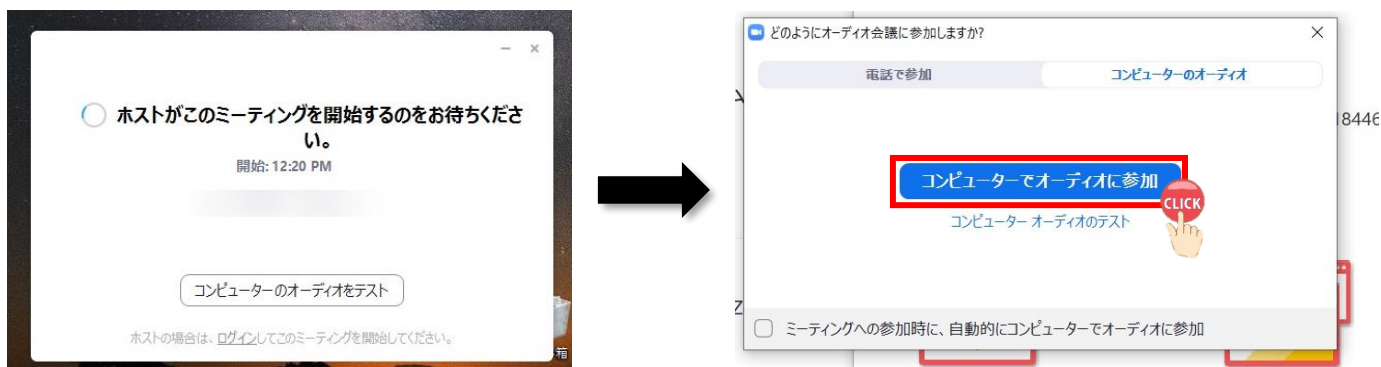 ホストがこのミーティングを開始するのをお待ちくださ
い。
開始: 12:20 PM
コンピューターのオーディオをテスト
ホストの場合は、ログインしてこのミーティングを開始してください。
箱
どのようにオーディオ会議に参加しますか?
電話で参加
コンピューターのオーディオ
18446
コンピューターでオーディオに参加
CLICK
コンピューター オーディオのテスト
ミーティングへの参加時に、自動的にコンピューターでオーディオに参加